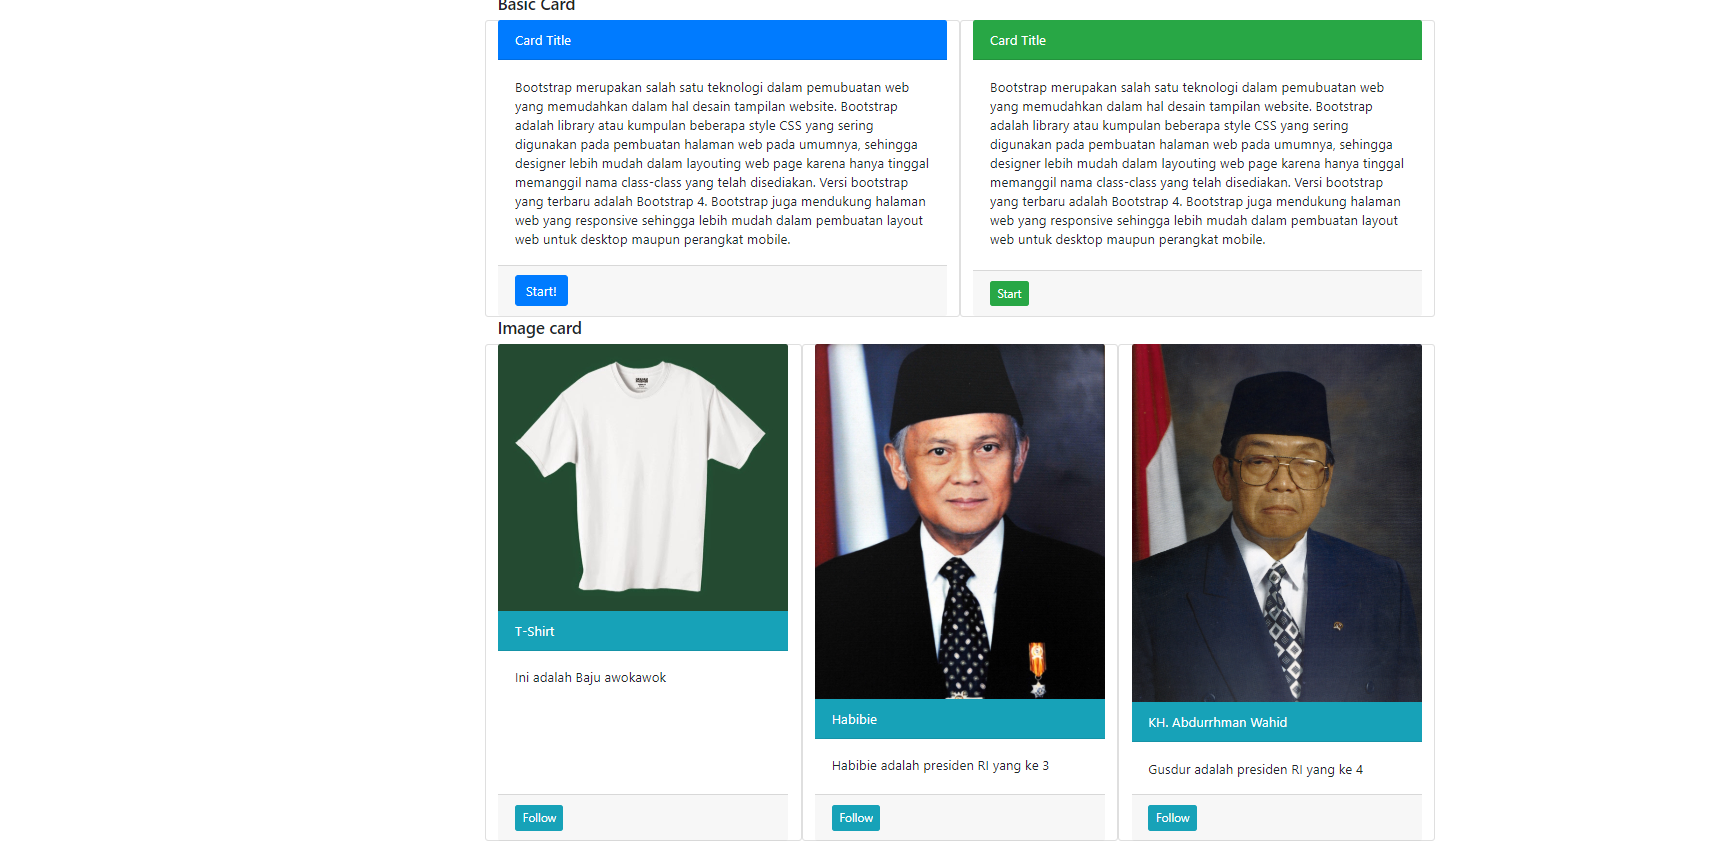 Basic Card
Card Title
Bootstrap merupakan salah satu teknologi dalam pemubuatan web
yang memudahkan dalam hal desain tampilan website. Bootstrap
adalah library atau kumpulan beberapa style CSS yang sering
digunakan pada pembuatan halaman web pada umumnya, sehingga
designer lebih mudah dalam layouting web page karena hanya tinggal
memanggil nama class-class yang telah disediakan. Versi bootstrap
yang terbaru adalah Bootstrap 4. Bootstrap juga mendukung halaman
web yang responsive sehingga lebih mudah dalam pembuatan layout
web untuk desktop maupun perangkat mobile.
Start!
Card Title
Bootstrap merupakan salah satu teknologi dalam pemubuatan web
yang memudahkan dalam hal desain tampilan website. Bootstrap
adalah library atau kumpulan beberapa style CSS yang sering
digunakan pada pembuatan halaman web pada umumnya, sehingga
designer lebih mudah dalam layouting web page karena hanya tinggal
memanggil nama class-class yang telah disediakan. Versi bootstrap
yang terbaru adalah Bootstrap 4. Bootstrap juga mendukung halaman
web yang responsive sehingga lebih mudah dalam pembuatan layout
web untuk desktop maupun perangkat mobile.
Start
Image card
T-Shirt
Ini adalah Baju awokawok
Follow
Habibie
Habibie adalah presiden RI yang ke 3
Follow
KH. Abdurrhman Wahid
Gusdur adalah presiden RI yang ke 4
Follow